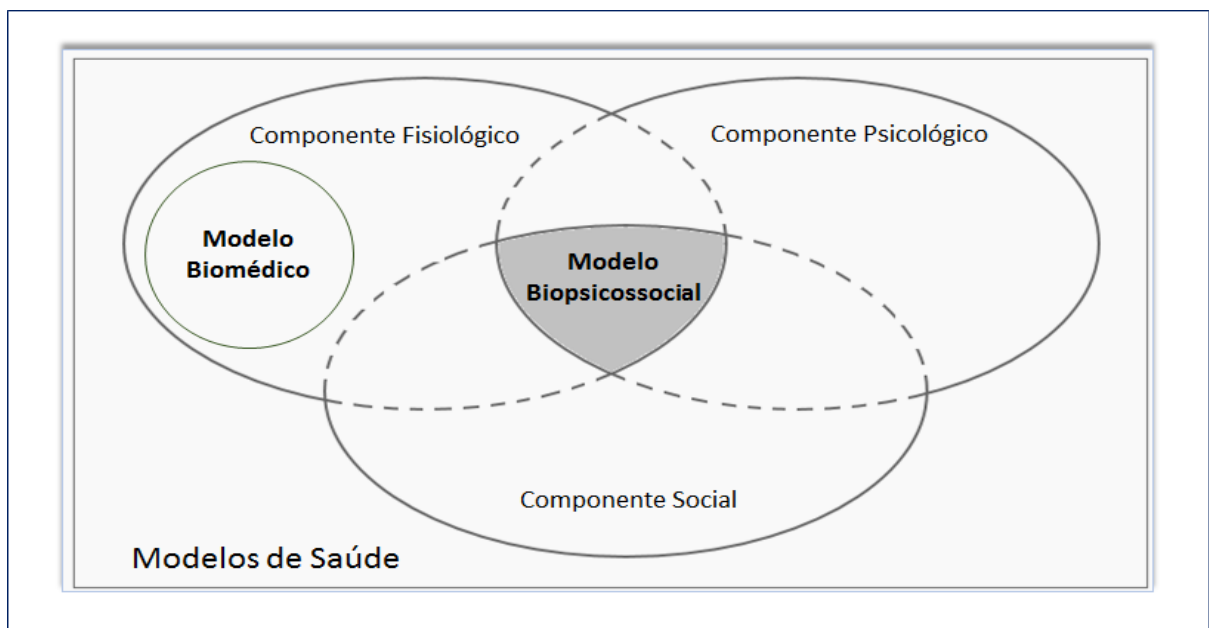 Componente Fisiológico
Componente Psicológico
Modelo
Biomédico
Modelo
Biopsicossocial
Componente Social
Modelos de Saúde